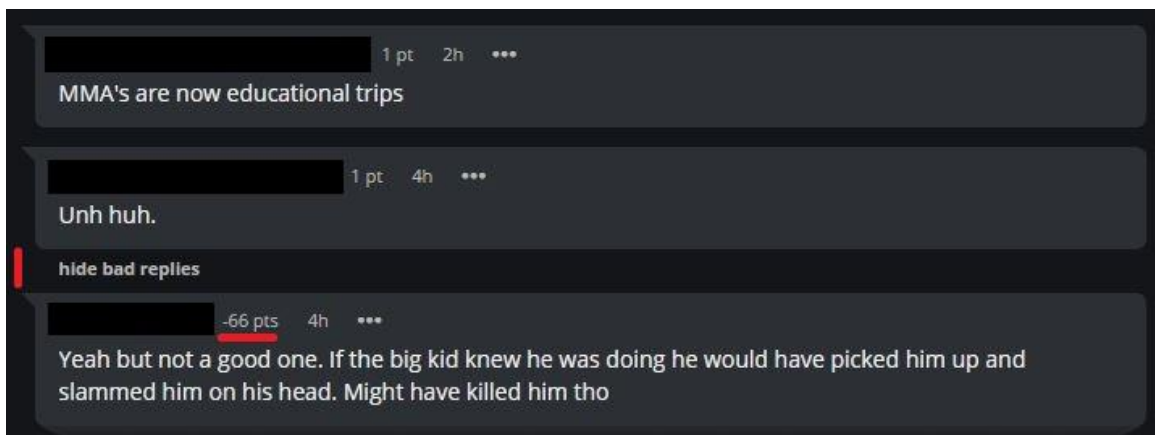 1 pt 2h •••
MMA's are now educational trips
1 pt 4h •••
Unh huh.
hide bad replies
-66 pts 4h •••
Yeah but not a good one. If the big kid knew he was doing he would have picked him up and
slammed him on his head. Might have killed him tho